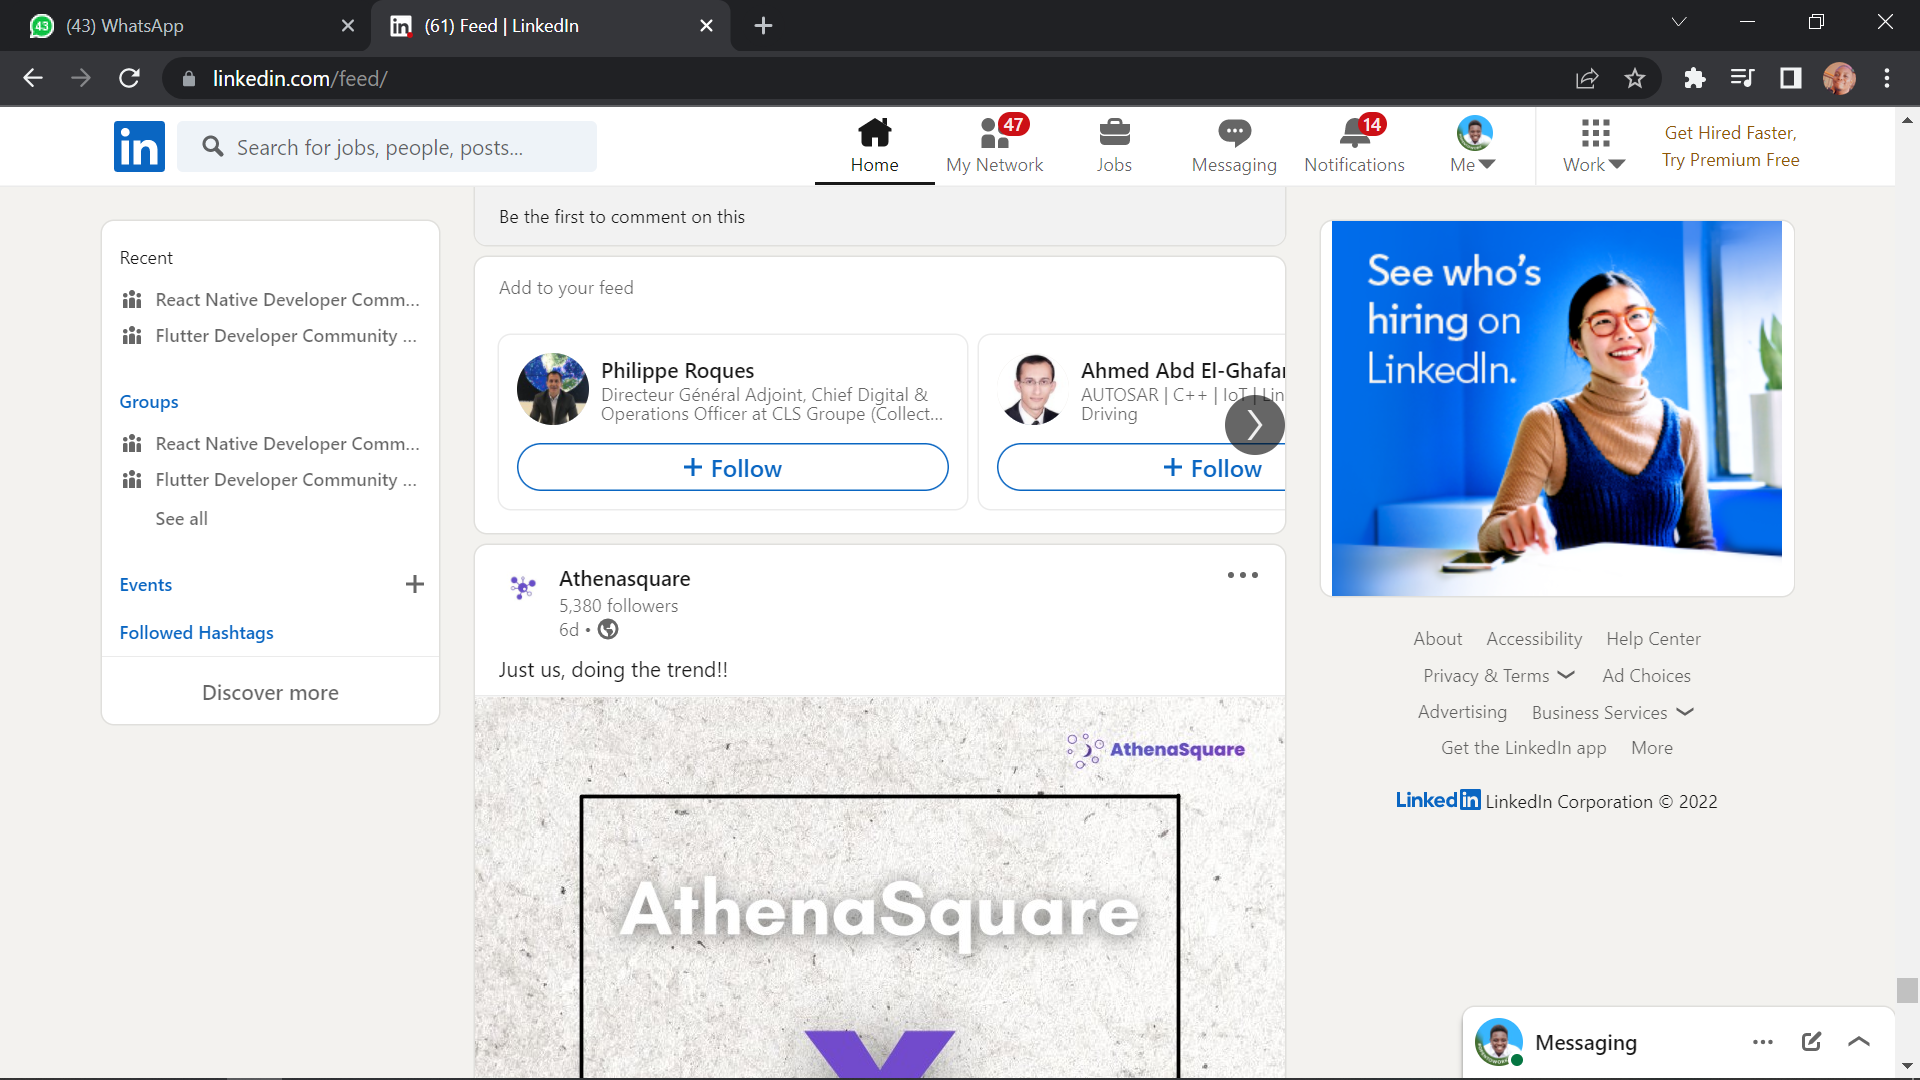 43
(43) WhatsApp
(61) Feed | LinkedIn
linkedin.com/feed/
in
Search for jobs, people, posts...
Home
47
My Network
Jobs
Messaging
14
Notifications
Me
Work
Get Hired Faster,
Try Premium Free
Recent
React Native Developer Comm...
Flutter Developer Community ...
Groups
React Native Developer Comm...
Flutter Developer Community ...
See all
Events
Followed Hashtags
Discover more
Be the first to comment on this
Add to your feed
Philippe Roques
Directeur Général Adjoint, Chief Digital &
Operations Officer at CLS Groupe (Collect...
+ Follow
Ahmed Abd El-Ghafar
AUTOSAR | C++ | IoT | Lin
Driving
+ Follow
Athenasquare
5,380 followers
6d •
Just us, doing the trend!!
AthenaSquare
AthenaSquare
X
See who's
hiring on
LinkedIn.
About Accessibility Help Center
Privacy & Terms Ad Choices
Advertising Business Services
Get the LinkedIn app More
LinkedIn LinkedIn Corporation © 2022
Messaging